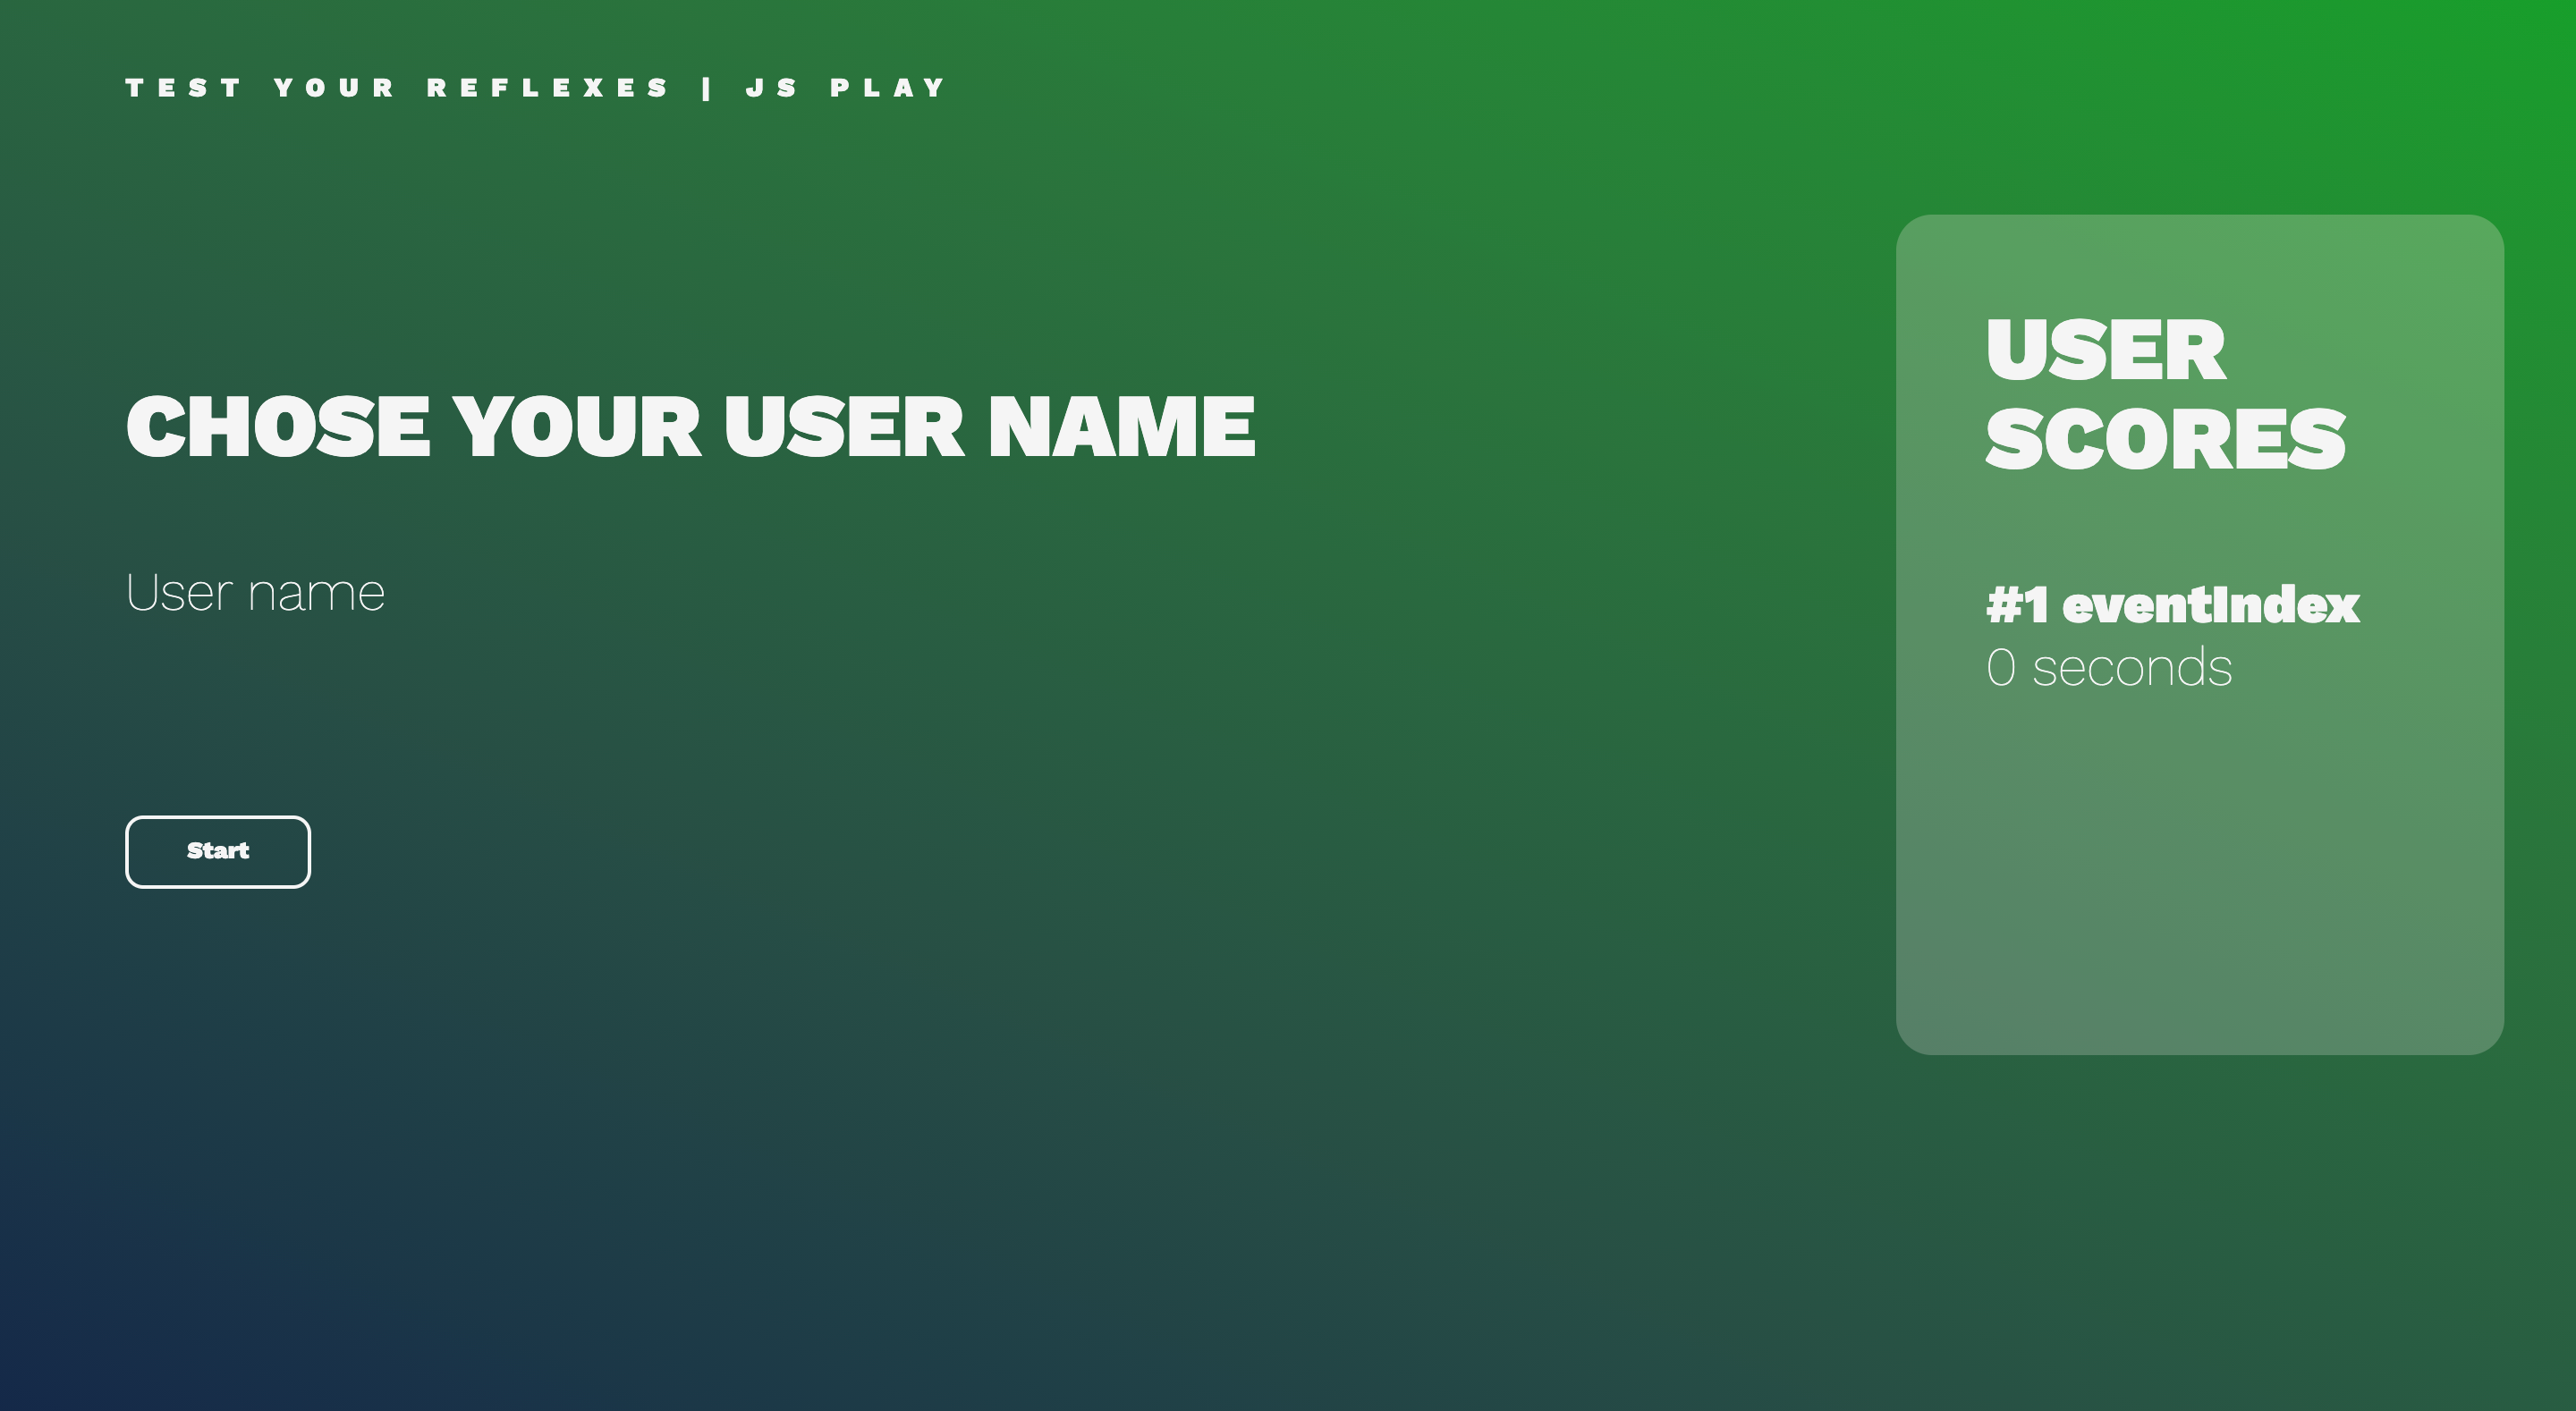 TEST YOUR REFLEXES | JS PLAY
CHOSE YOUR USER NAME
User name
Start
USER
SCORES
#1 eventIndex
0 seconds